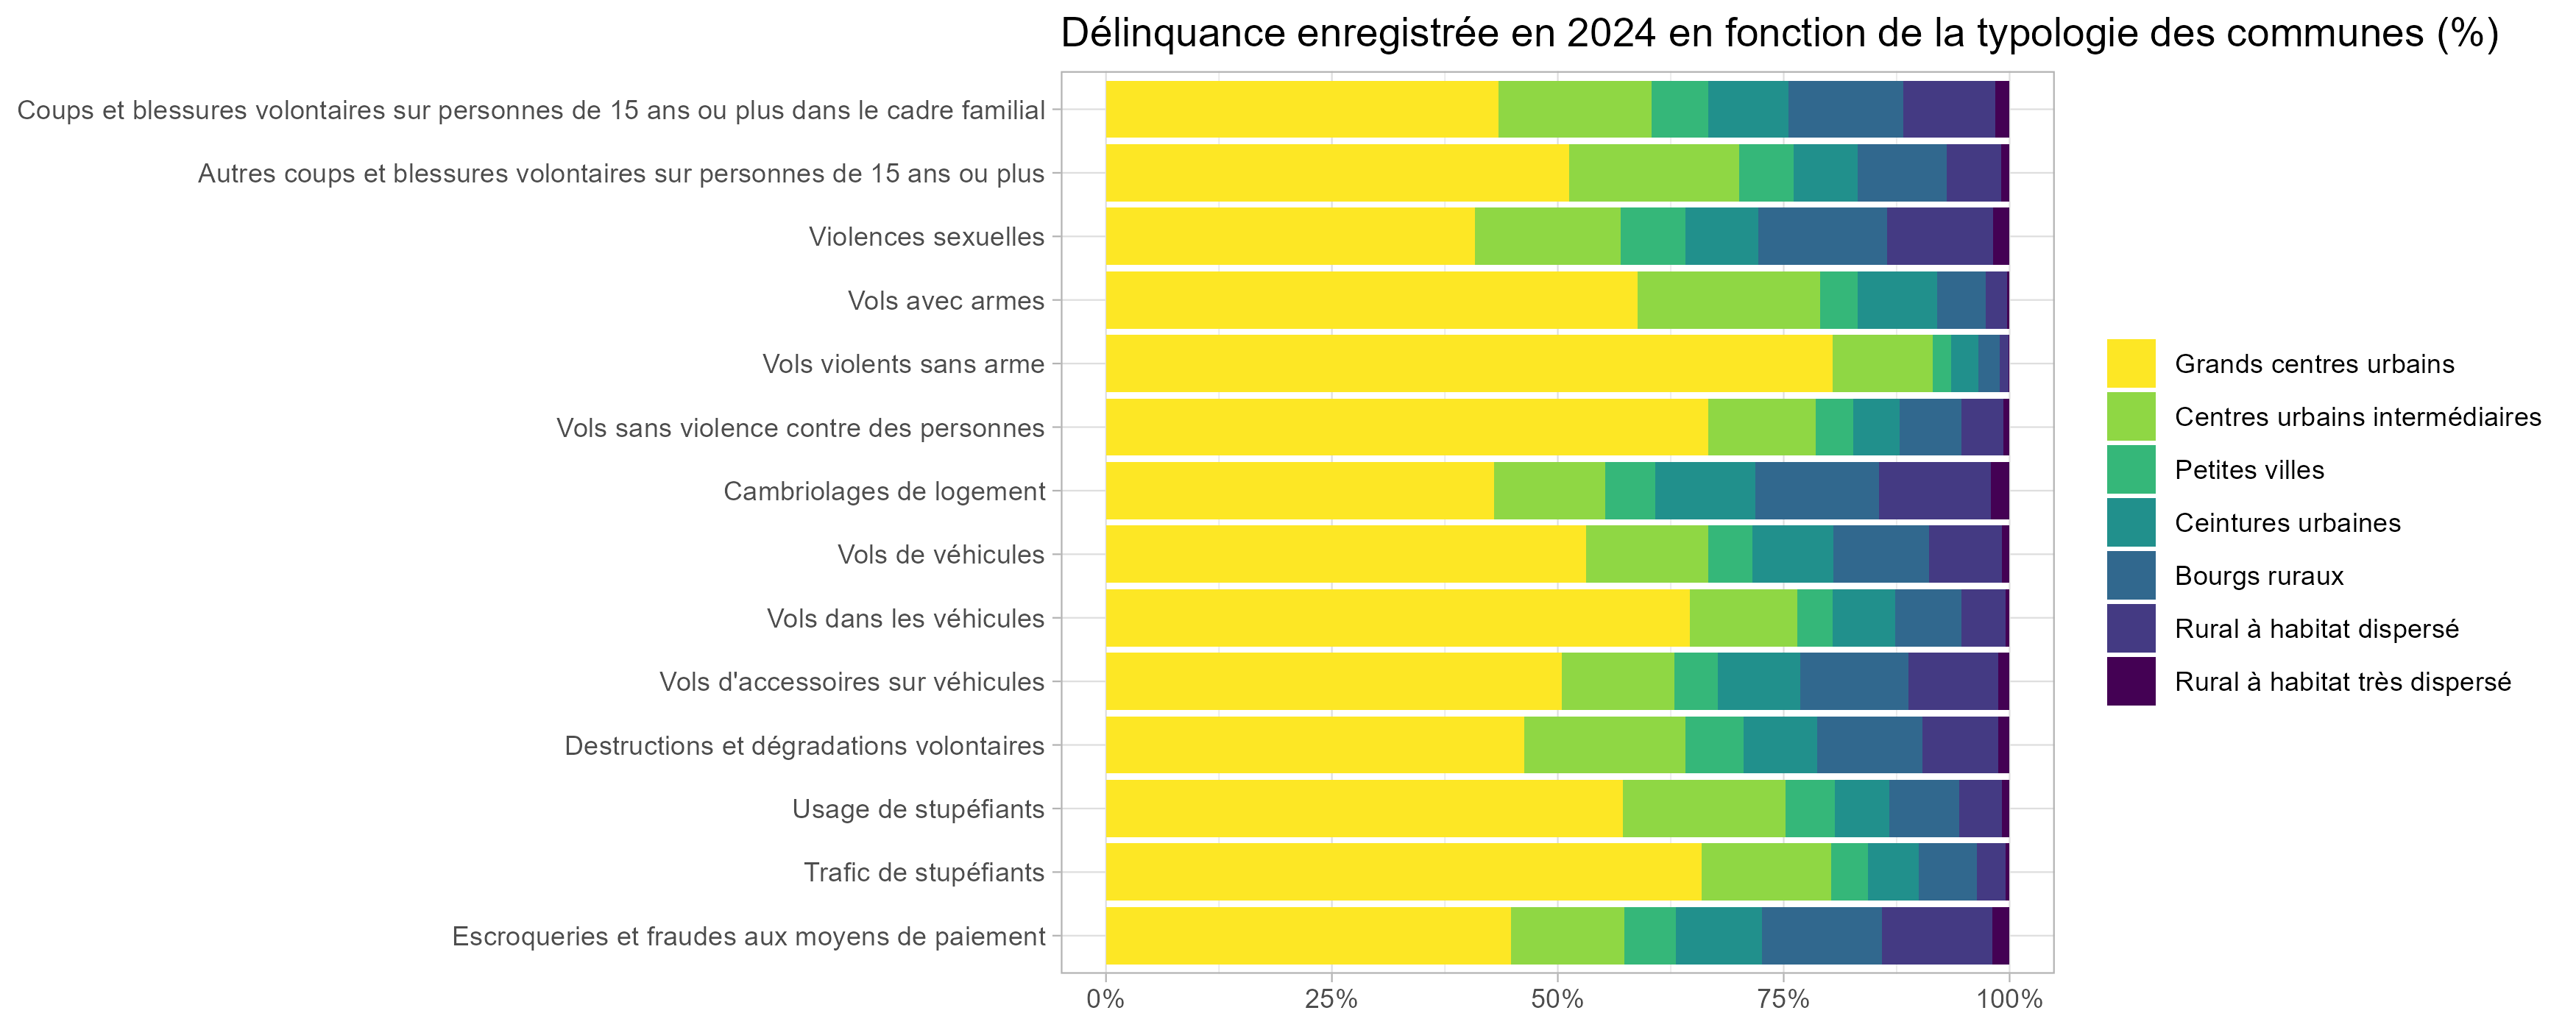 Délinquance enregistrée en 2024 en fonction de la typologie des communes (%)
Coups et blessures volontaires sur personnes de 15 ans ou plus dans le cadre familial
Autres coups et blessures volontaires sur personnes de 15 ans ou plus
Violences sexuelles
Vols avec armes
Vols violents sans arme
Vols sans violence contre des personnes
Cambriolages de logement
Vols de véhicules
Vols dans les véhicules
Vols d'accessoires sur véhicules
Destructions et dégradations volontaires
Usage de stupéfiants
Trafic de stupéfiants
Escroqueries et fraudes aux moyens de paiement
0% 25% 50% 75% 100%
Grands centres urbains
Centres urbains intermédiaires
Petites villes
Ceintures urbaines
Bourgs ruraux
Rural à habitat dispersé
Rural à habitat très dispersé